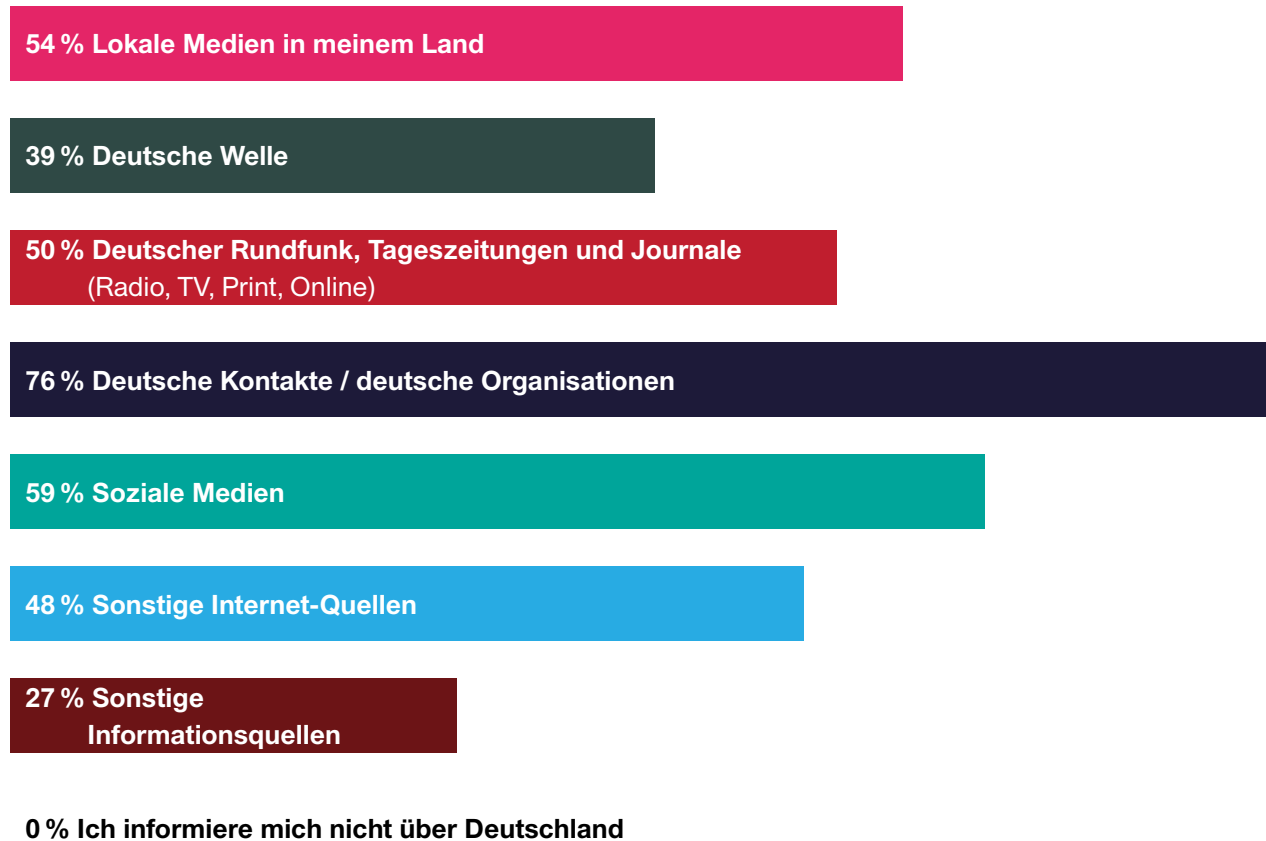 54 % Lokale Medien in meinem Land
39 % Deutsche Welle
50 % Deutscher Rundfunk, Tageszeitungen und Journale
(Radio, TV, Print, Online)
76 % Deutsche Kontakte / deutsche Organisationen
59 % Soziale Medien
48 % Sonstige Internet-Quellen
27 % Sonstige
Informationsquellen
0 % Ich informiere mich nicht über Deutschland